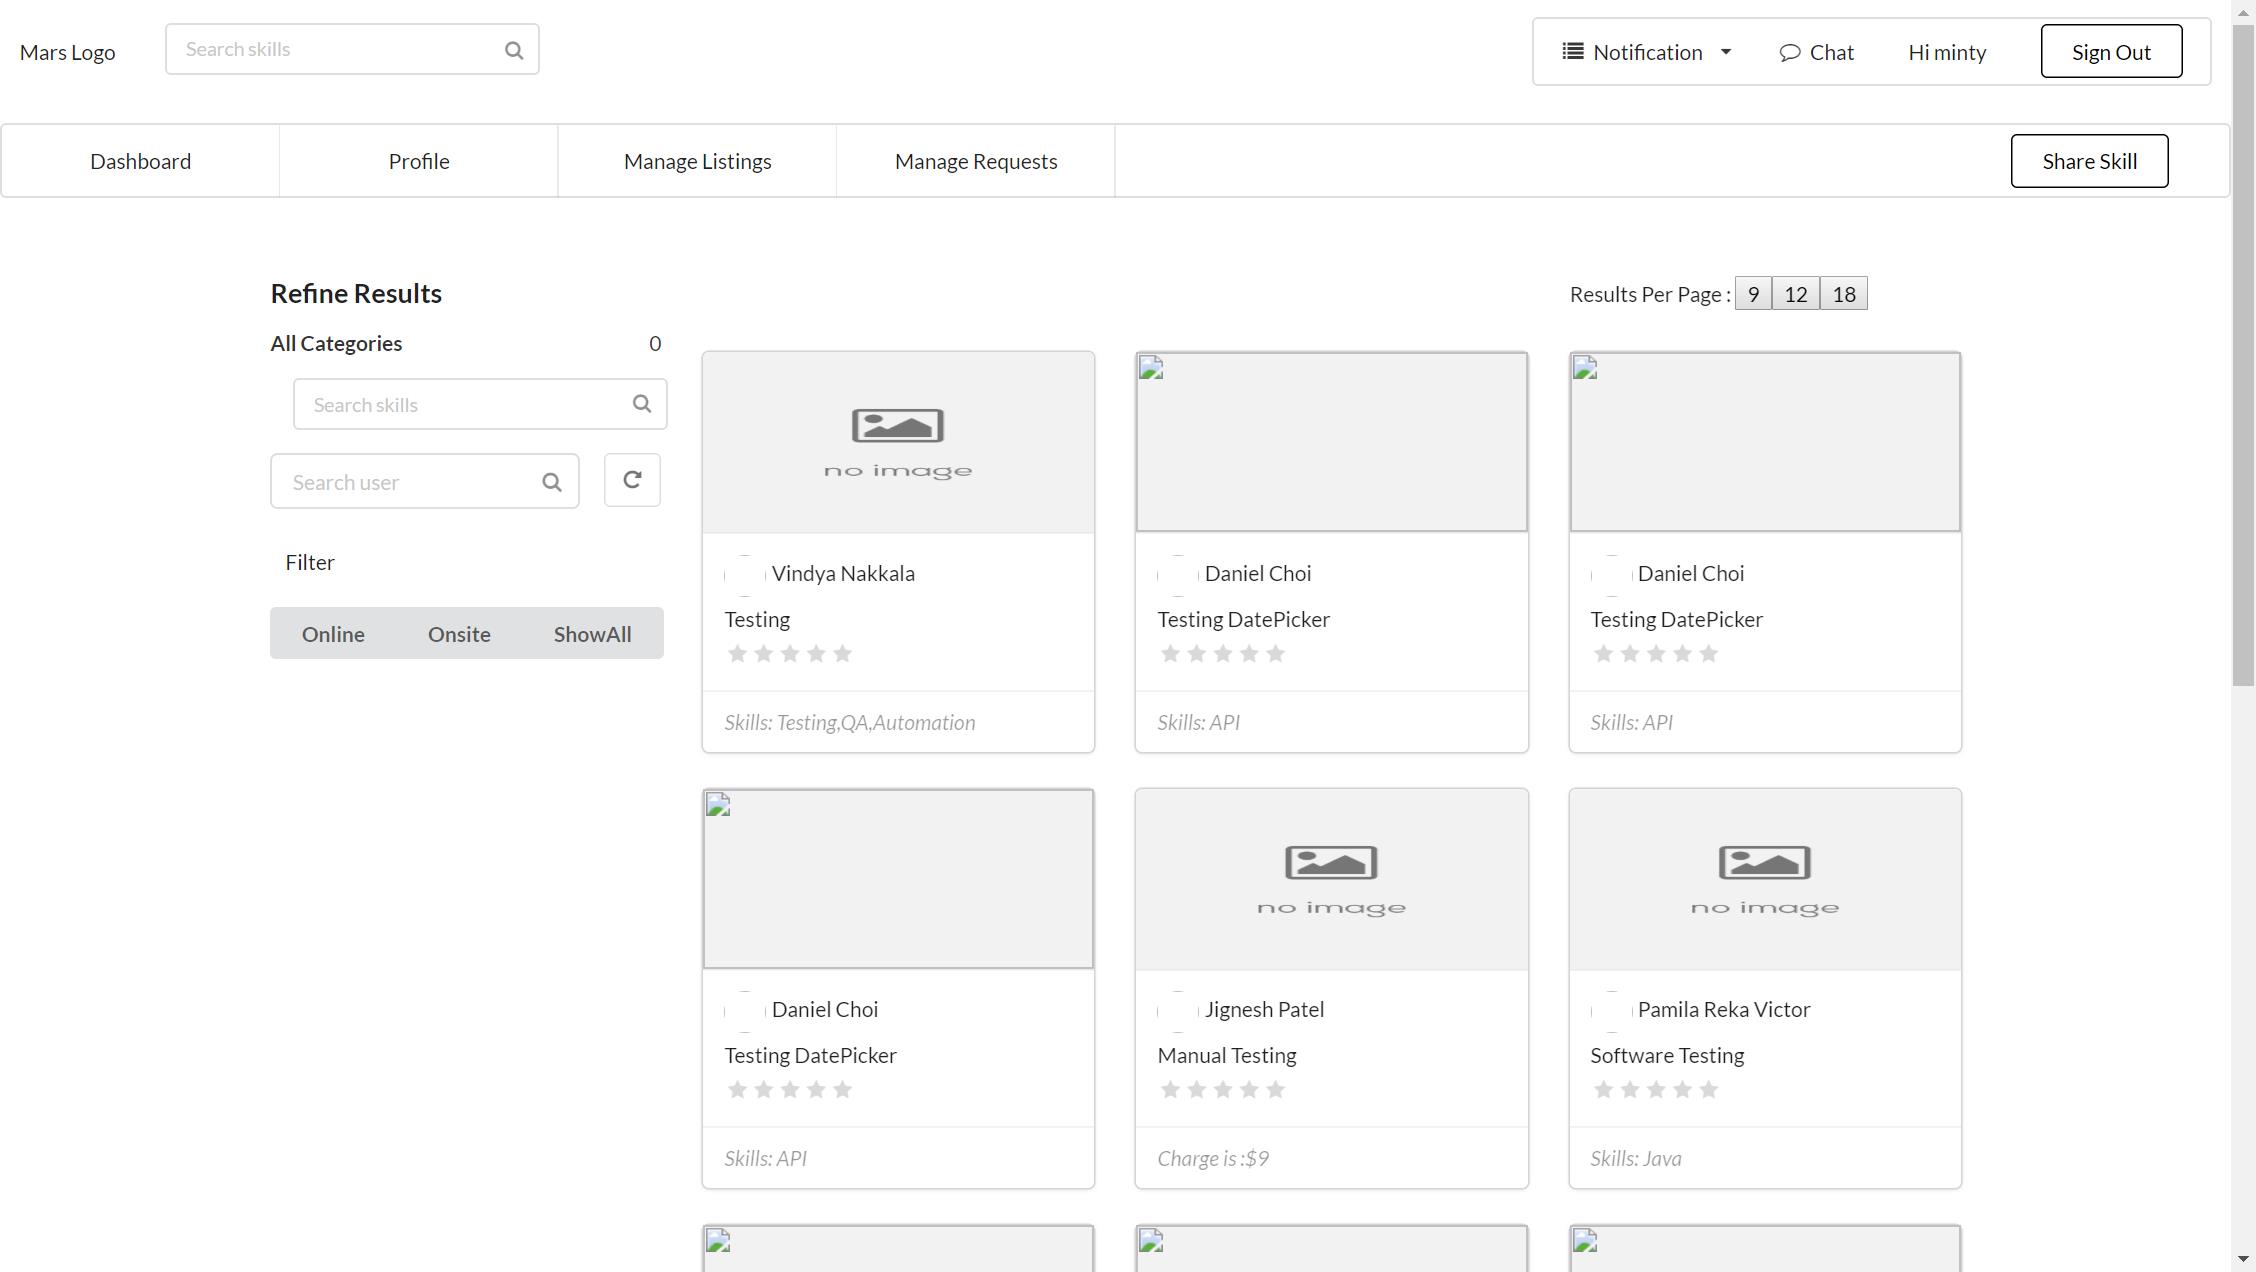 Mars Logo
Search skills
Notification
Chat
Hi minty
Sign Out
Dashboard
Profile
Manage Listings
Manage Requests
Share Skill
Refine Results
Results Per Page : 9 12 18
All Categories 0
Search skills
Search user
Filter
Online Onsite ShowAll
no image
Vindya Nakkala
Testing
Skills: Testing,QA,Automation
Daniel Choi
Testing DatePicker
Skills: API
Daniel Choi
Testing DatePicker
Skills: API
Daniel Choi
Testing DatePicker
Skills: API
no image
Jignesh Patel
Manual Testing
Charge is :$9
no image
Pamila Reka Victor
Software Testing
Skills: Java